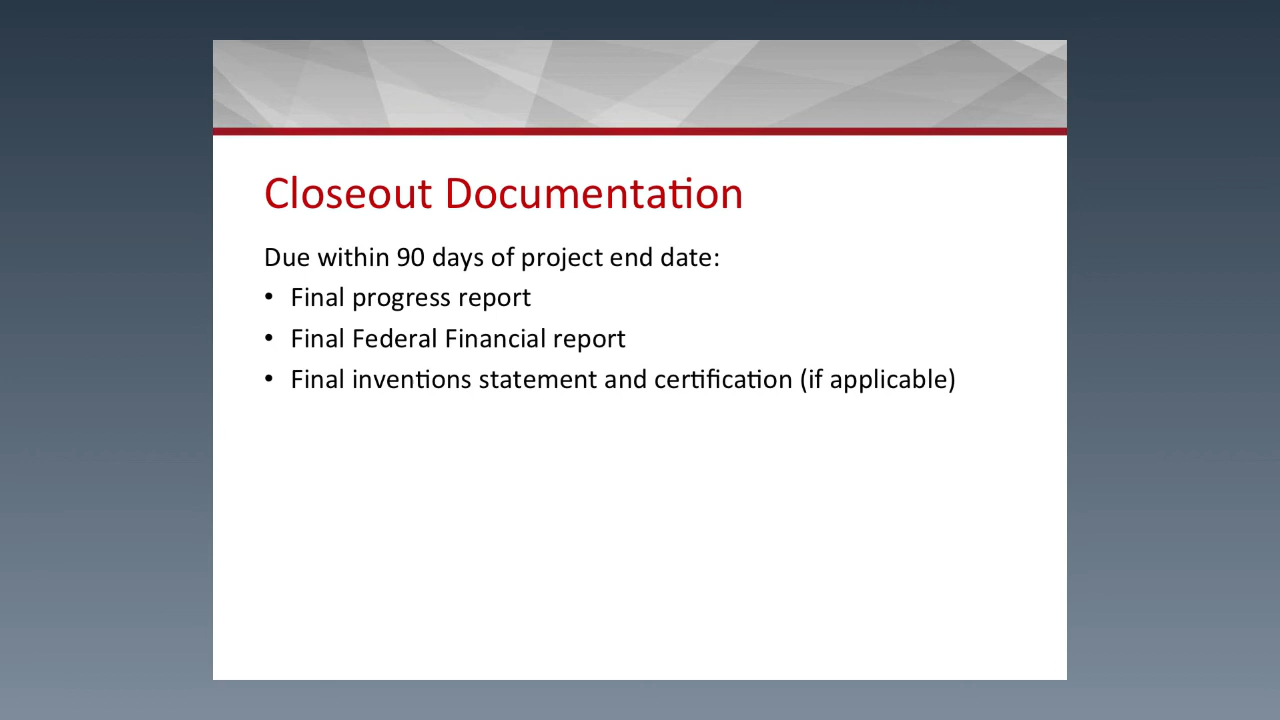 Closeout Documentation
Due within 90 days of project end date:
• Final progress report
• Final Federal Financial report
• Final inventions statement and certification (if applicable)